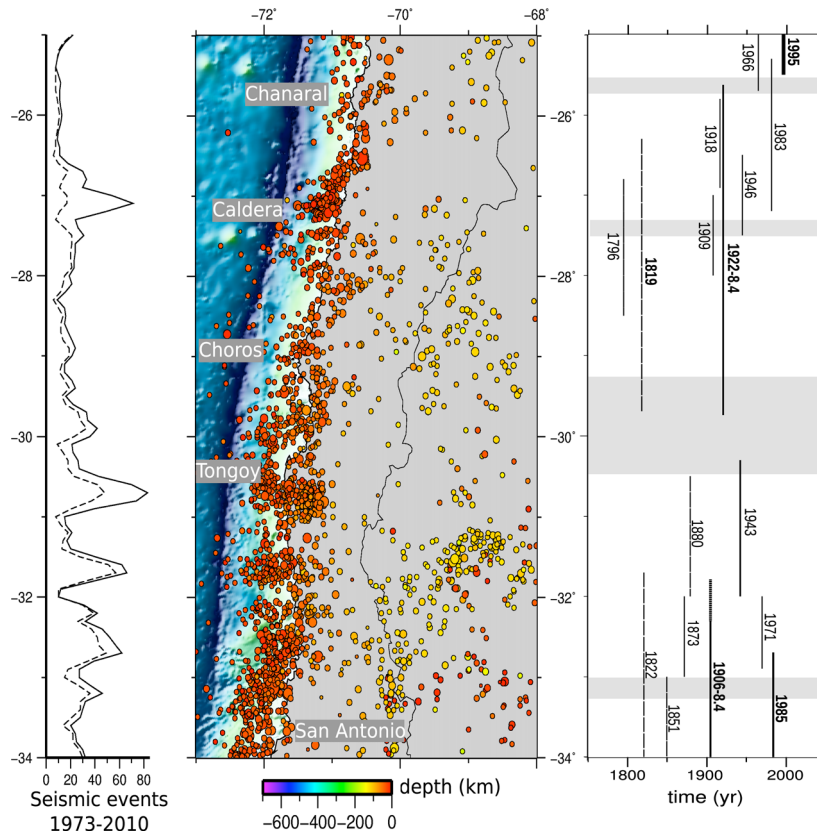 −72˚ −70˚ −68˚
−26
−28
−30
−32
−34
0 20 40 60 80
Seismic events
1973-2010
Chanaral
Caldera
Choros
Tongoy
San Antonio
depth (km)
−600−400−200 0
−26˚
−28˚
−30˚
−32˚
−34˚
1966
1995
1983
1918
1946
1909
1796
1819
1922-8.4
1943
1880
1971
1873
1822
1906-8.4
1851
1985
1800 1900 2000
time (yr)